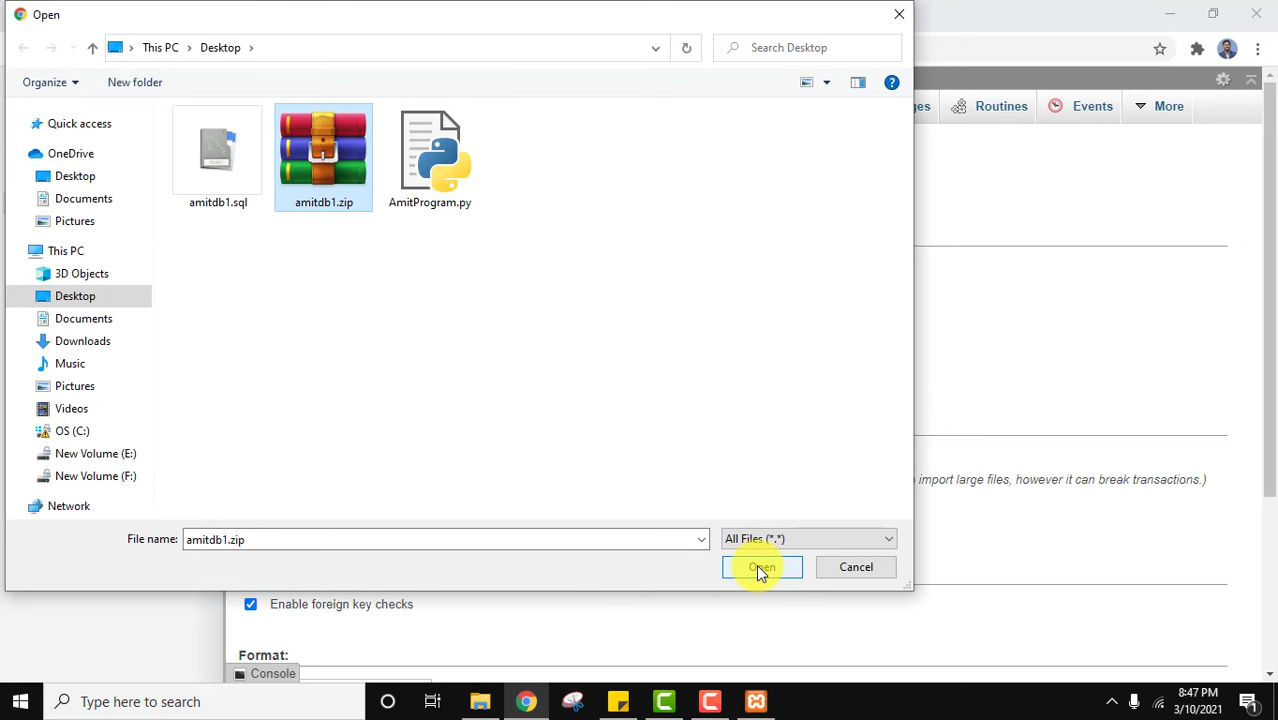 Open
This PC
Desktop
Search Desktop
Organize
New folder
Quick access
OneDrive
Desktop
Documents
Pictures
This PC
3D Objects
Desktop
Documents
Downloads
Music
Pictures
Videos
OS (C:)
New Volume (E:)
New Volume (F:)
Network
amitdb1.sql
amitdb1.zip
AmitProgram.py
File name:
amitdb1.zip
All Files (*.*)
Open
Cancel
Routines
Events
More
import large files, however it can break transactions.)
Enable foreign key checks
Format:
Console
Type here to search
8:47 PM
3/10/2021
1